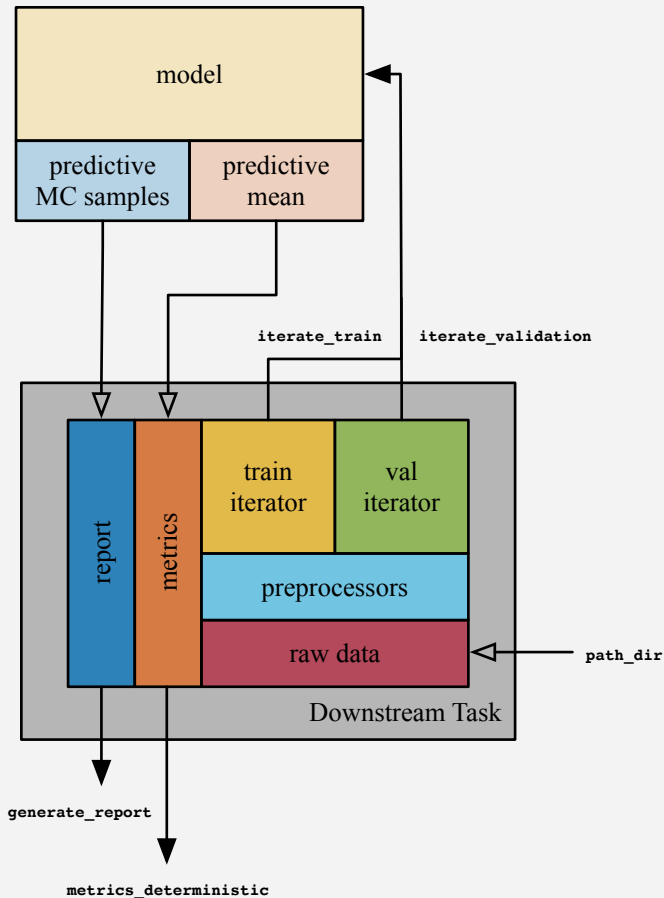 model
predictive
MC samples
predictive
mean
iterate_train
iterate_validation
report
metrics
train
iterator
val
iterator
preprocessors
raw data
path_dir
Downstream Task
generate_report
metrics_deterministic